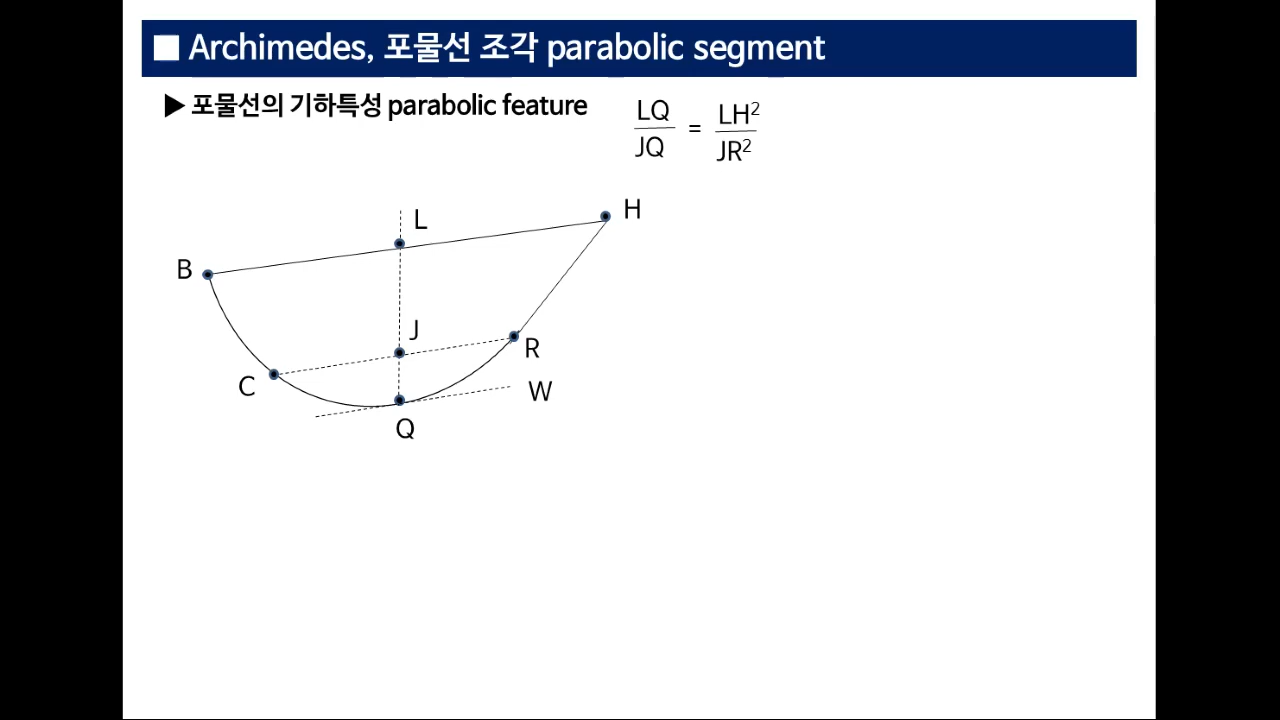 ■ Archimedes, 포물선 조각 parabolic segment
▶ 포물선의 기하특성 parabolic feature
LQ / JQ = LH² / JR²
L
H
B
J
R
C
W
Q